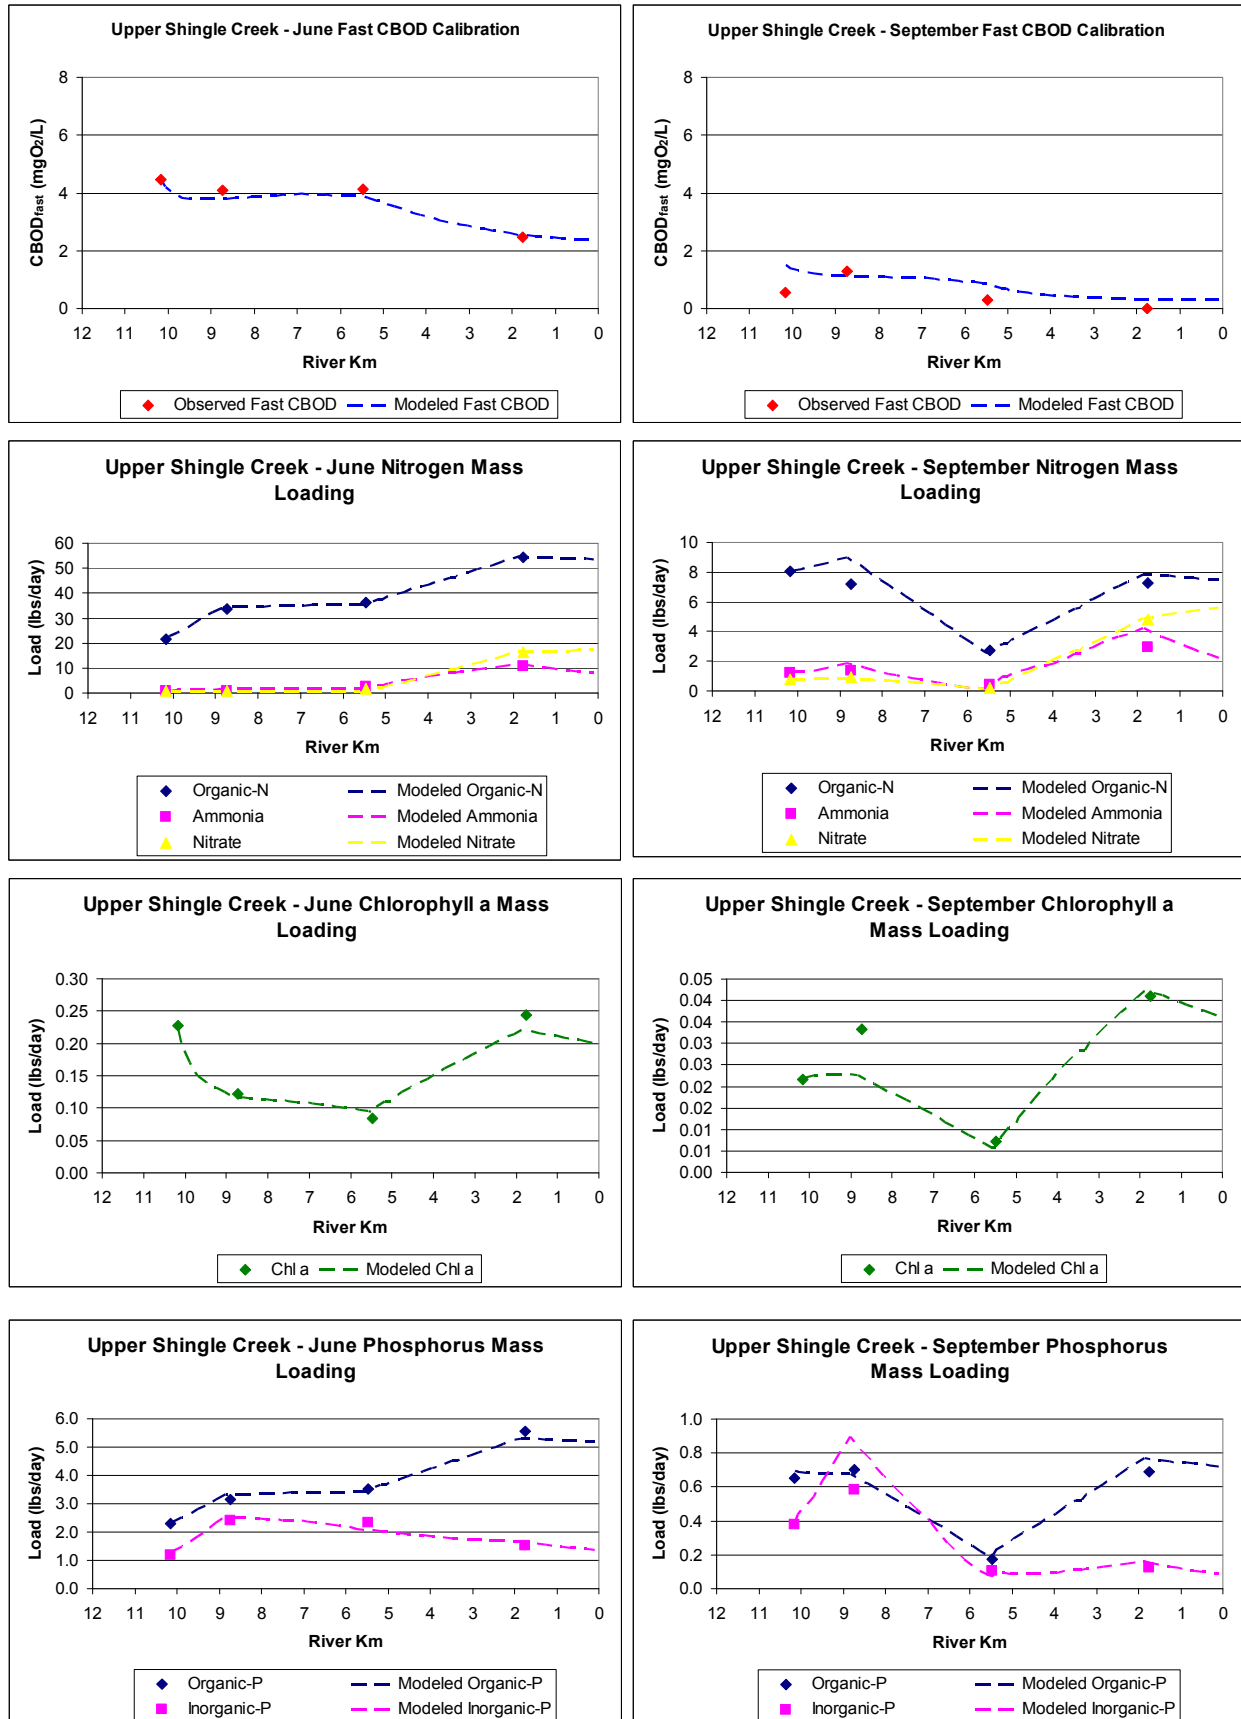 Upper Shingle Creek - June Fast CBOD Calibration
8
6
4
2
0
CBODfast (mgO2/L)
12 11 10 9 8 7 6 5 4 3 2 1 0
River Km
Observed Fast CBOD Modeled Fast CBOD
Upper Shingle Creek - September Fast CBOD Calibration
8
6
4
2
0
CBODfast (mgO2/L)
12 11 10 9 8 7 6 5 4 3 2 1 0
River Km
Observed Fast CBOD Modeled Fast CBOD
Upper Shingle Creek - June Nitrogen Mass
Loading
60
50
40
30
20
10
0
Load (lbs/day)
12 11 10 9 8 7 6 5 4 3 2 1 0
River Km
Organic-N Modeled Organic-N
Ammonia Modeled Ammonia
Nitrate Modeled Nitrate
Upper Shingle Creek - September Nitrogen Mass
Loading
10
8
6
4
2
0
Load (lbs/day)
12 11 10 9 8 7 6 5 4 3 2 1 0
River Km
Organic-N Modeled Organic-N
Ammonia Modeled Ammonia
Nitrate Modeled Nitrate
Upper Shingle Creek - June Chlorophyll a Mass
Loading
0.30
0.25
0.20
0.15
0.10
0.05
0.00
Load (lbs/day)
12 11 10 9 8 7 6 5 4 3 2 1 0
River Km
Chl a Modeled Chl a
Upper Shingle Creek - September Chlorophyll a
Mass Loading
0.05
0.04
0.04
0.03
0.03
0.02
0.02
0.01
0.01
0.00
Load (lbs/day)
12 11 10 9 8 7 6 5 4 3 2 1 0
River Km
Chl a Modeled Chl a
Upper Shingle Creek - June Phosphorus Mass
Loading
6.0
5.0
4.0
3.0
2.0
1.0
0.0
Load (lbs/day)
12 11 10 9 8 7 6 5 4 3 2 1 0
River Km
Organic-P Modeled Organic-P
Inorganic-P Modeled Inorganic-P
Upper Shingle Creek - September Phosphorus
Mass Loading
1.0
0.8
0.6
0.4
0.2
0.0
Load (lbs/day)
12 11 10 9 8 7 6 5 4 3 2 1 0
River Km
Organic-P Modeled Organic-P
Inorganic-P Modeled Inorganic-P